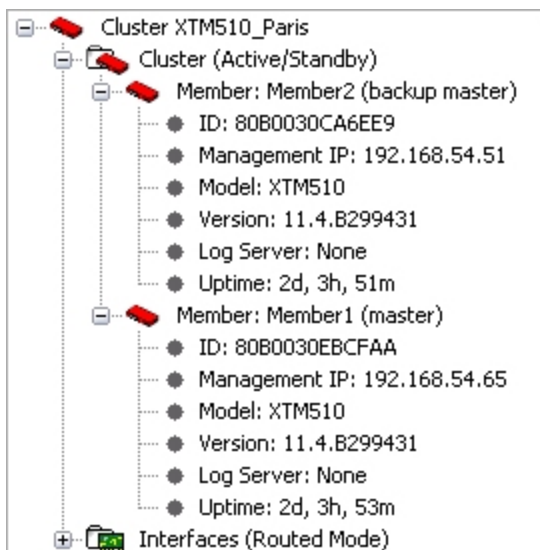 Cluster XTM510_Paris
Cluster (Active/Standby)
Member: Member2 (backup master)
ID: 80B0030CA6EE9
Management IP: 192.168.54.51
Model: XTM510
Version: 11.4.B299431
Log Server: None
Uptime: 2d, 3h, 51m
Member: Member1 (master)
ID: 80B0030EBCFAA
Management IP: 192.168.54.65
Model: XTM510
Version: 11.4.B299431
Log Server: None
Uptime: 2d, 3h, 53m
Interfaces (Routed Mode)